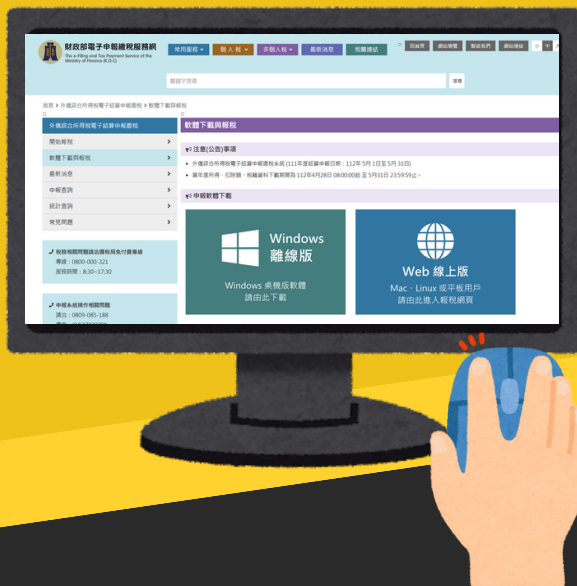 財政部電子申報繳稅服務網
The e-Filing and Tax Payment Service of the
Ministry of Finance (R.O.C)
常用服務
個人稅
非個人稅
最新消息
相關連結
回首頁
網站導覽
聯絡我們
網站連結
小 中
關鍵字搜尋
搜尋
首頁 › 外僑綜合所得稅電子結算申報繳稅 › 軟體下載與報稅
外僑綜合所得稅電子結算申報繳稅
開始報稅
軟體下載與報稅
最新消息
申報查詢
統計查詢
常見問題
稅務相關問題請洽國稅局免付費專線
專線：0800-000-321
服務時間：8:30~17:30
申報系統操作相關問題
請洽：0809-085-188
軟體下載與報稅
注意(公告)事項
外僑綜合所得稅電子結算申報繳稅系統 (111年度結算申報日期：112年 5月 1日至 5月 31日)
當年度所得、扣除額、稅籍資料下載期間為 112年4月28日 08:00:00起 至 5月31日 23:59:59止。
申報軟體下載
Windows
離線版
Windows 桌機版軟體
請由此下載
Web 線上版
Mac、Linux 或平板用戶
請由此進入報稅網頁